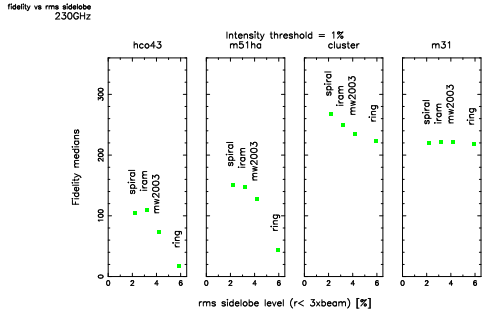 fidelity vs rms sidelobe
230GHz
Intensity threshold = 1%
hco43 m51ha cluster m31
Fidelity medians
300
200
100
0
spiral iram mw2003 ring
spiral iram mw2003 ring
spiral iram mw2003 ring
spiral iram mw2003 ring
0 2 4 6 0 2 4 6 0 2 4 6 0 2 4 6
rms sidelobe level (r< 3xbeam) [%]